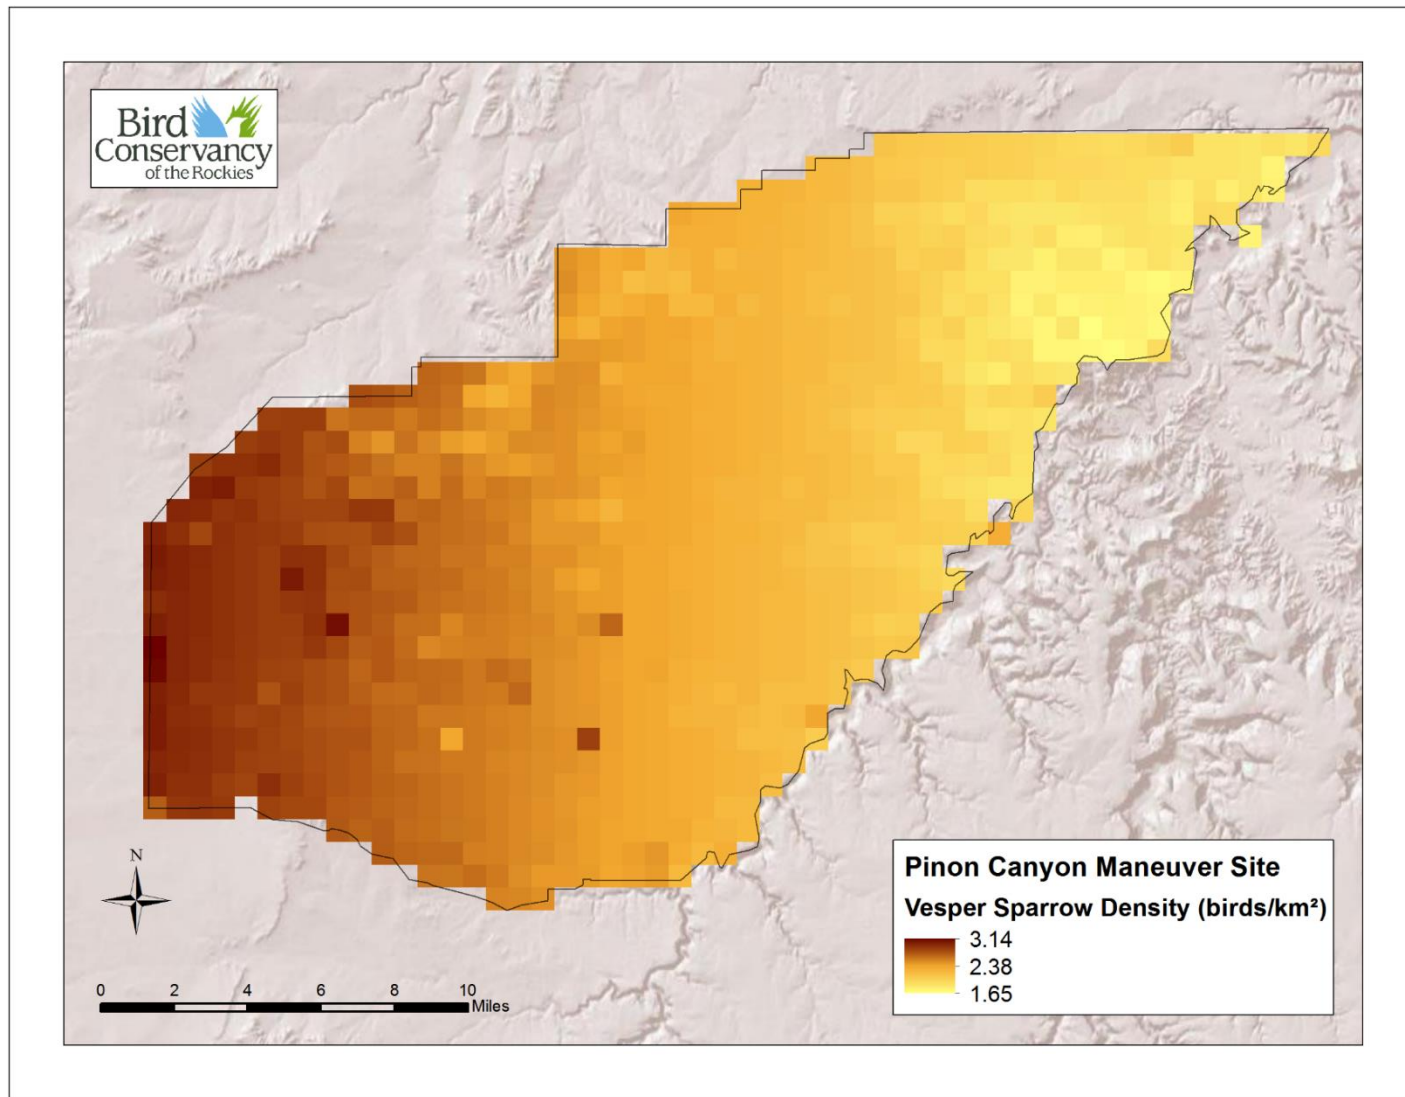 Bird
Conservancy
of the Rockies
N
0 2 4 6 8 10
Miles
Pinon Canyon Maneuver Site
Vesper Sparrow Density (birds/km²)
3.14
2.38
1.65